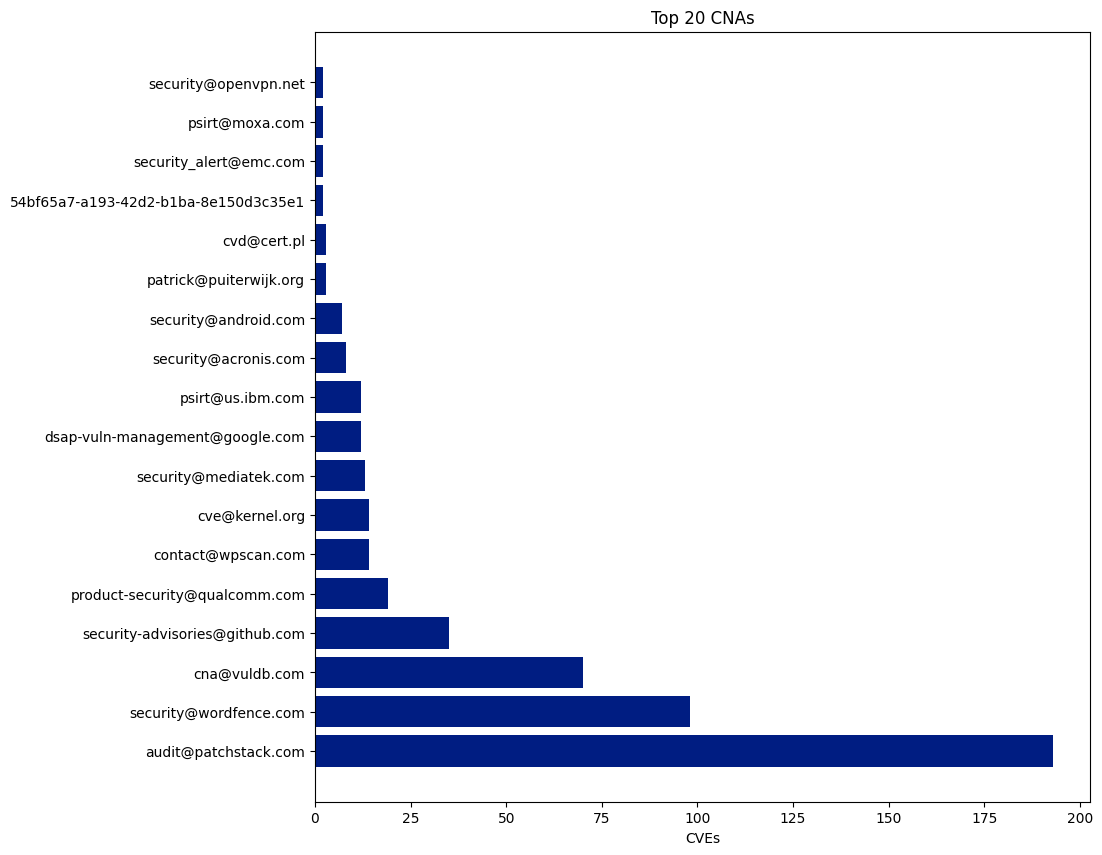 Top 20 CNAs
security@openvpn.net
psirt@moxa.com
security_alert@emc.com
54bf65a7-a193-42d2-b1ba-8e150d3c35e1
cvd@cert.pl
patrick@puiterwijk.org
security@android.com
security@acronis.com
psirt@us.ibm.com
dsap-vuln-management@google.com
security@mediatek.com
cve@kernel.org
contact@wpscan.com
product-security@qualcomm.com
security-advisories@github.com
cna@vuldb.com
security@wordfence.com
audit@patchstack.com
0 25 50 75 100 125 150 175 200
CVEs